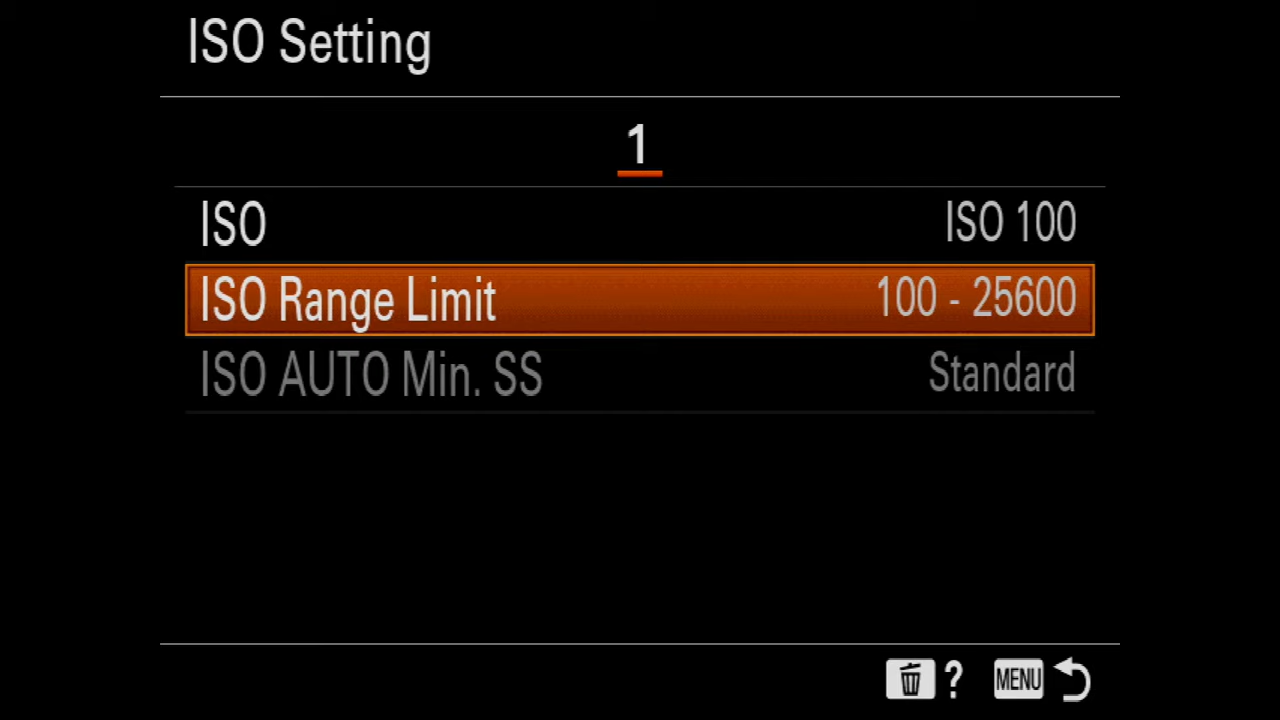 ISO Setting
1
ISO ISO 100
ISO Range Limit 100 - 25600
ISO AUTO Min. SS Standard
? MENU